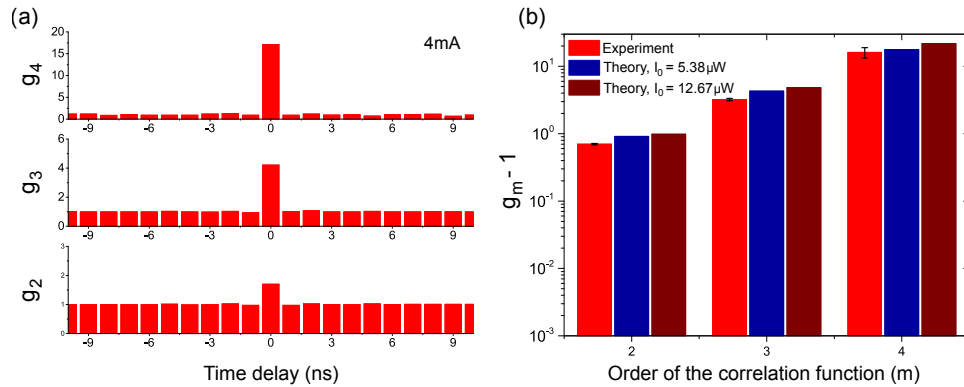 (a)
4mA
g4
20
15
10
5
0
-9 -6 -3 0 3 6 9
g3
6
4
2
0
-9 -6 -3 0 3 6 9
g2
3
2
1
0
-9 -6 -3 0 3 6 9
Time delay (ns)
(b)
Experiment
Theory, I0 = 5.38µW
Theory, I0 = 12.67µW
gm- 1
10^1
10^0
10^-1
10^-2
10^-3
2 3 4
Order of the correlation function (m)